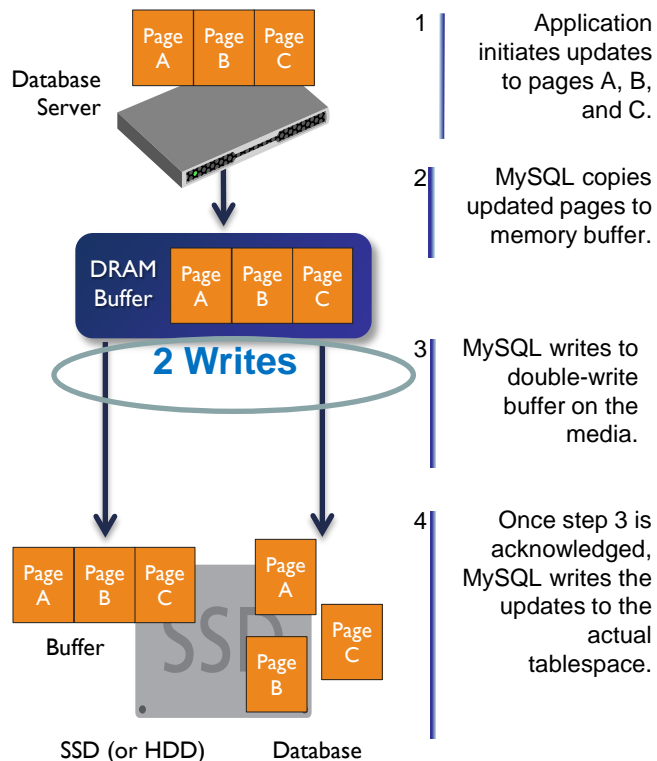 Page Page Page
A B C
Database
Server
1 Application
initiates updates
to pages A, B,
and C.
2 MySQL copies
updated pages to
memory buffer.
DRAM
Buffer
Page Page Page
A B C
2 Writes
3 MySQL writes to
double-write
buffer on the
media.
4 Once step 3 is
acknowledged,
MySQL writes the
updates to the
actual
tablespace.
Page Page Page
A B C
Buffer
SSD
Page
A
Page
C
Page
B
SSD (or HDD) Database